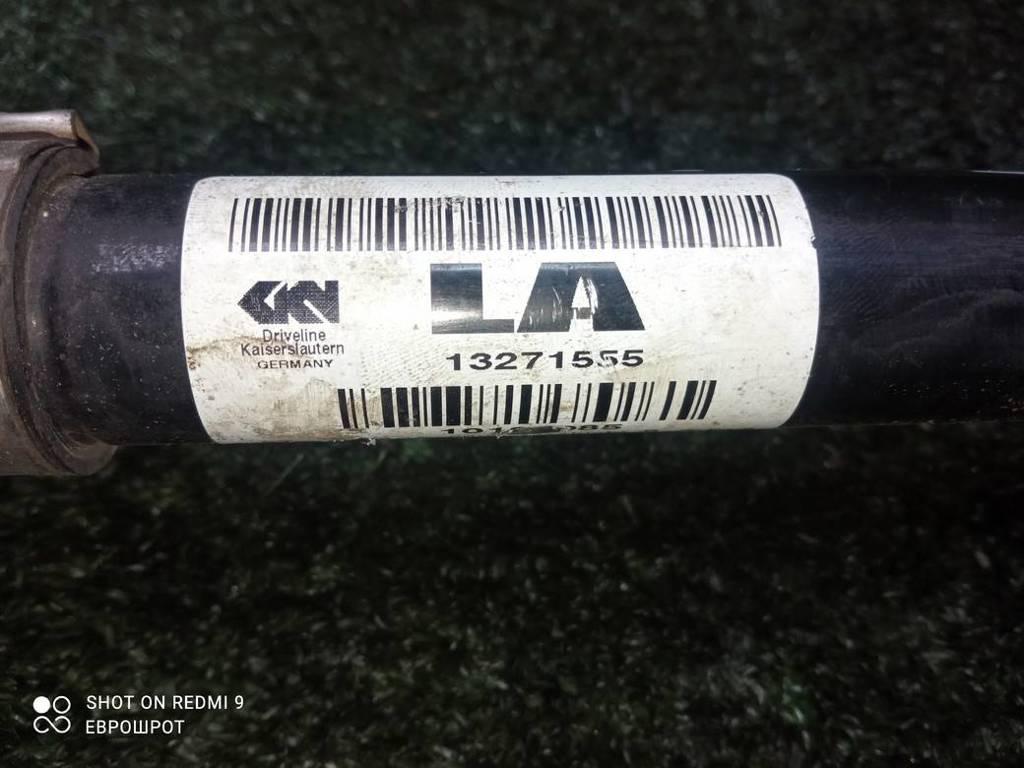 LA
GKN
Driveline
Kaiserslautern
GERMANY
13271555
SHOT ON REDMI 9
ЕВРОШРОТ